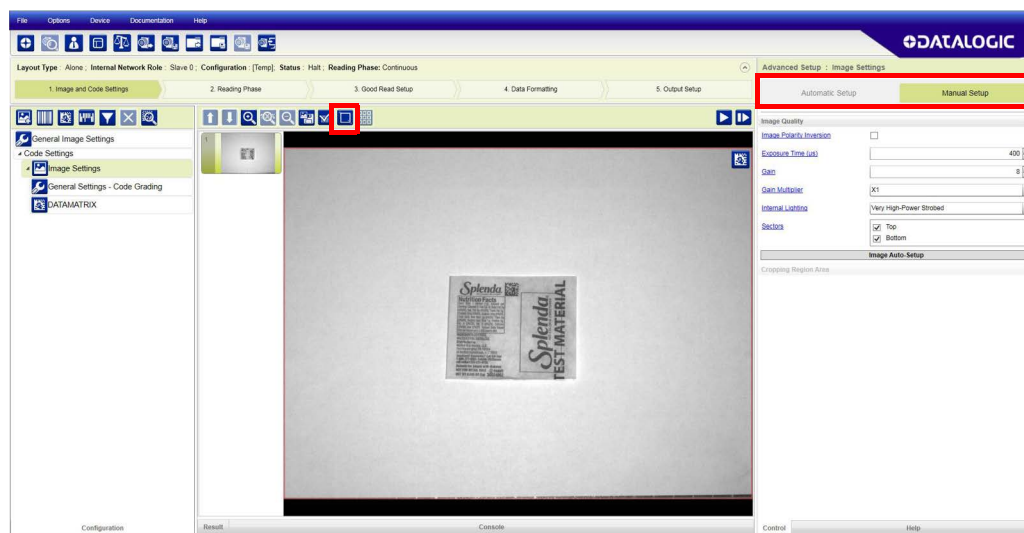 File Options Device Documentation Help
DATALOGIC
Layout Type : Alone ; Internal Network Role : Slave 0 ; Configuration : [Temp]; Status : Halt ; Reading Phase: Continuous
Advanced Setup : Image Settings
1. Image and Code Settings
2. Reading Phase
3. Good Read Setup
4. Data Formatting
5. Output Setup
Automatic Setup
Manual Setup
General Image Settings
Code Settings
Image Settings
General Settings - Code Grading
DATAMATRIX
1
Splenda
Nutrition Facts
Splenda
TEST MATERIAL
Image Quality
Image Polarity Inversion
Exposure Time (us) 400
Gain 8
Gain Multiplier X1
Internal Lighting Very High-Power Strobed
Sectors Top
Bottom
Image Auto-Setup
Cropping Region Area
Configuration
Result
Console
Control
Help